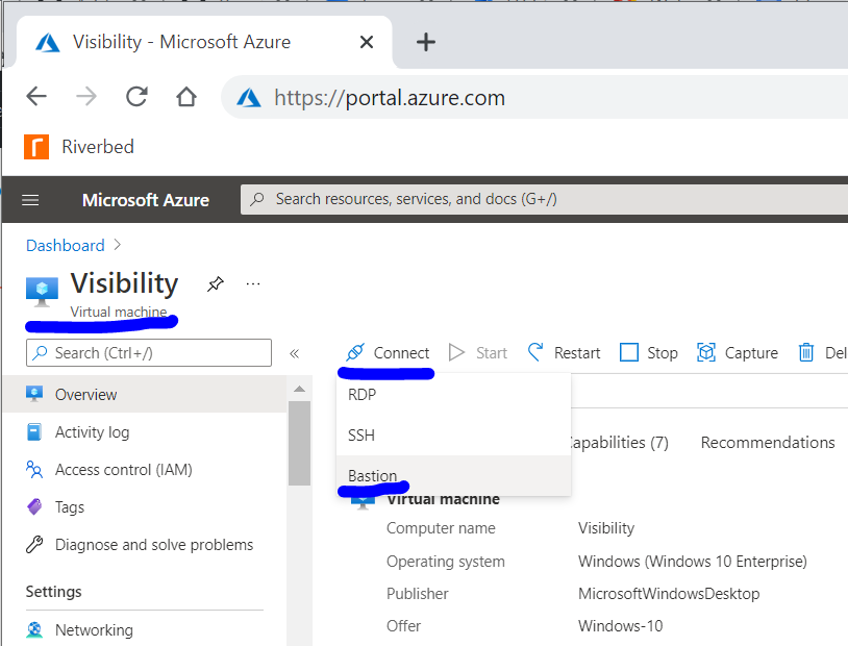 Visibility - Microsoft Azure
https://portal.azure.com
Riverbed
Microsoft Azure
Search resources, services, and docs (G+/)
Dashboard
Visibility
...
Virtual machine
Search (Ctrl+/)
«
Connect Start Restart Stop Capture Del
Overview
RDP
Activity log
SSH
Capabilities (7) Recommendations
Access control (IAM)
Bastion
Virtual machine
Tags
Computer name Visibility
Diagnose and solve problems
Operating system Windows (Windows 10 Enterprise)
Settings
Publisher MicrosoftWindowsDesktop
Networking
Offer Windows-10